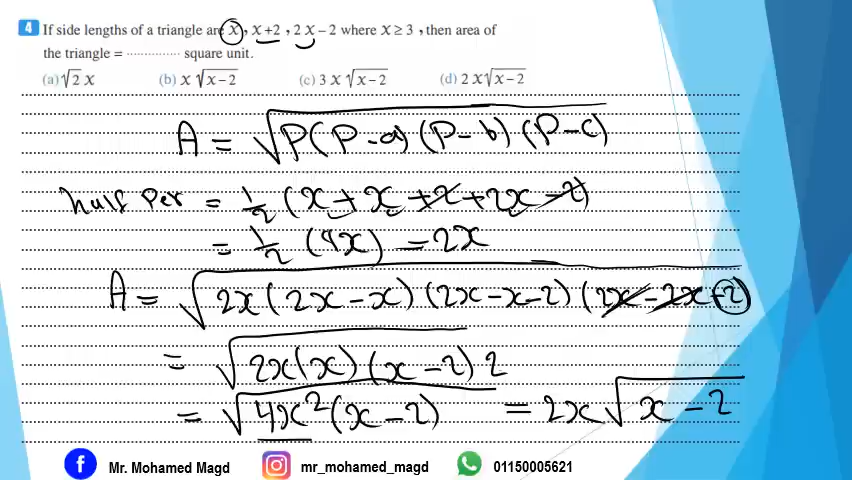 4 If side lengths of a triangle are x , x+2 , 2 x – 2 where x ≥ 3 , then area of
the triangle = ............... square unit.
(a) √2 x (b) x √x–2 (c) 3 x √x–2 (d) 2 x √x–2
A = √P(P-a)(P-b)(P-c)
half Per = 1/2 (x + x + 2 + 2x - 2)
= 1/2 (4x) = 2x
A = √2x(2x-x)(2x-x-2)(2x-2x+2)
= √2x(x)(x-2)2
= √4x²(x-2) = 2x√x-2
Mr. Mohamed Magd mr_mohamed_magd 01150005621